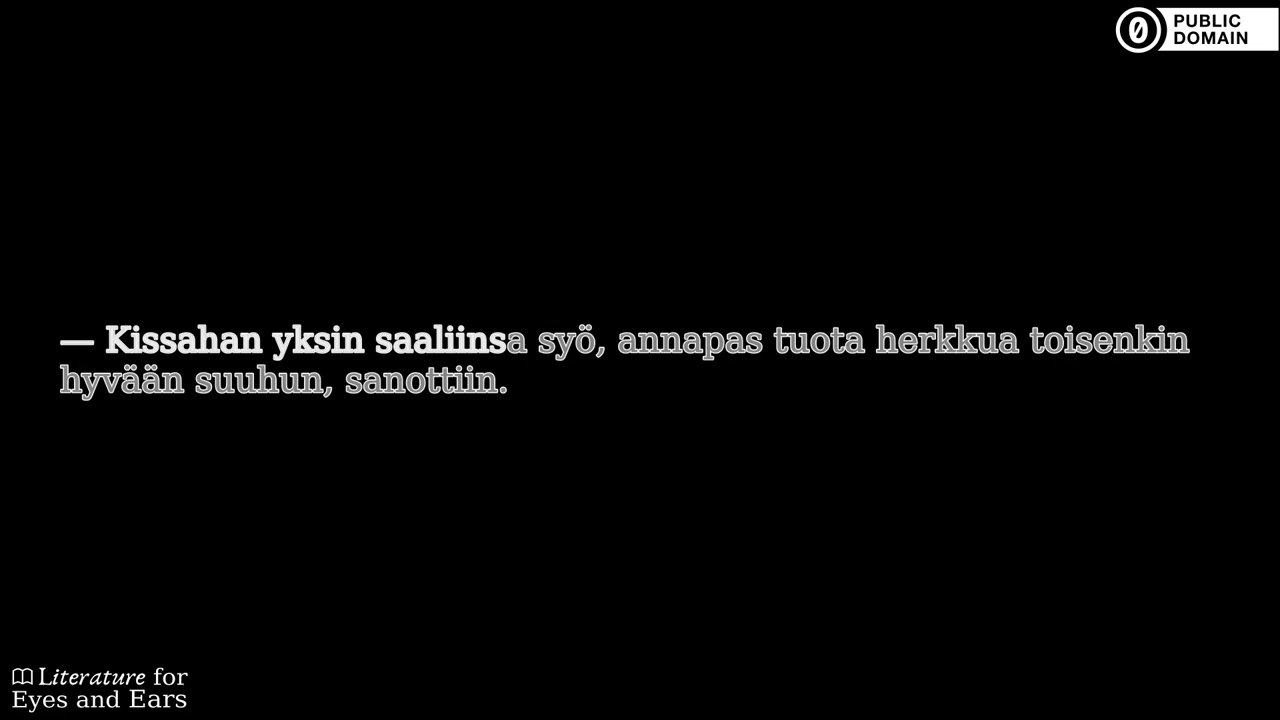 PUBLIC
DOMAIN
— Kissahan yksin saaliinsa syö, annapas tuota herkkua toisenkin
hyvään suuhun, sanottiin.
Literature for
Eyes and Ears